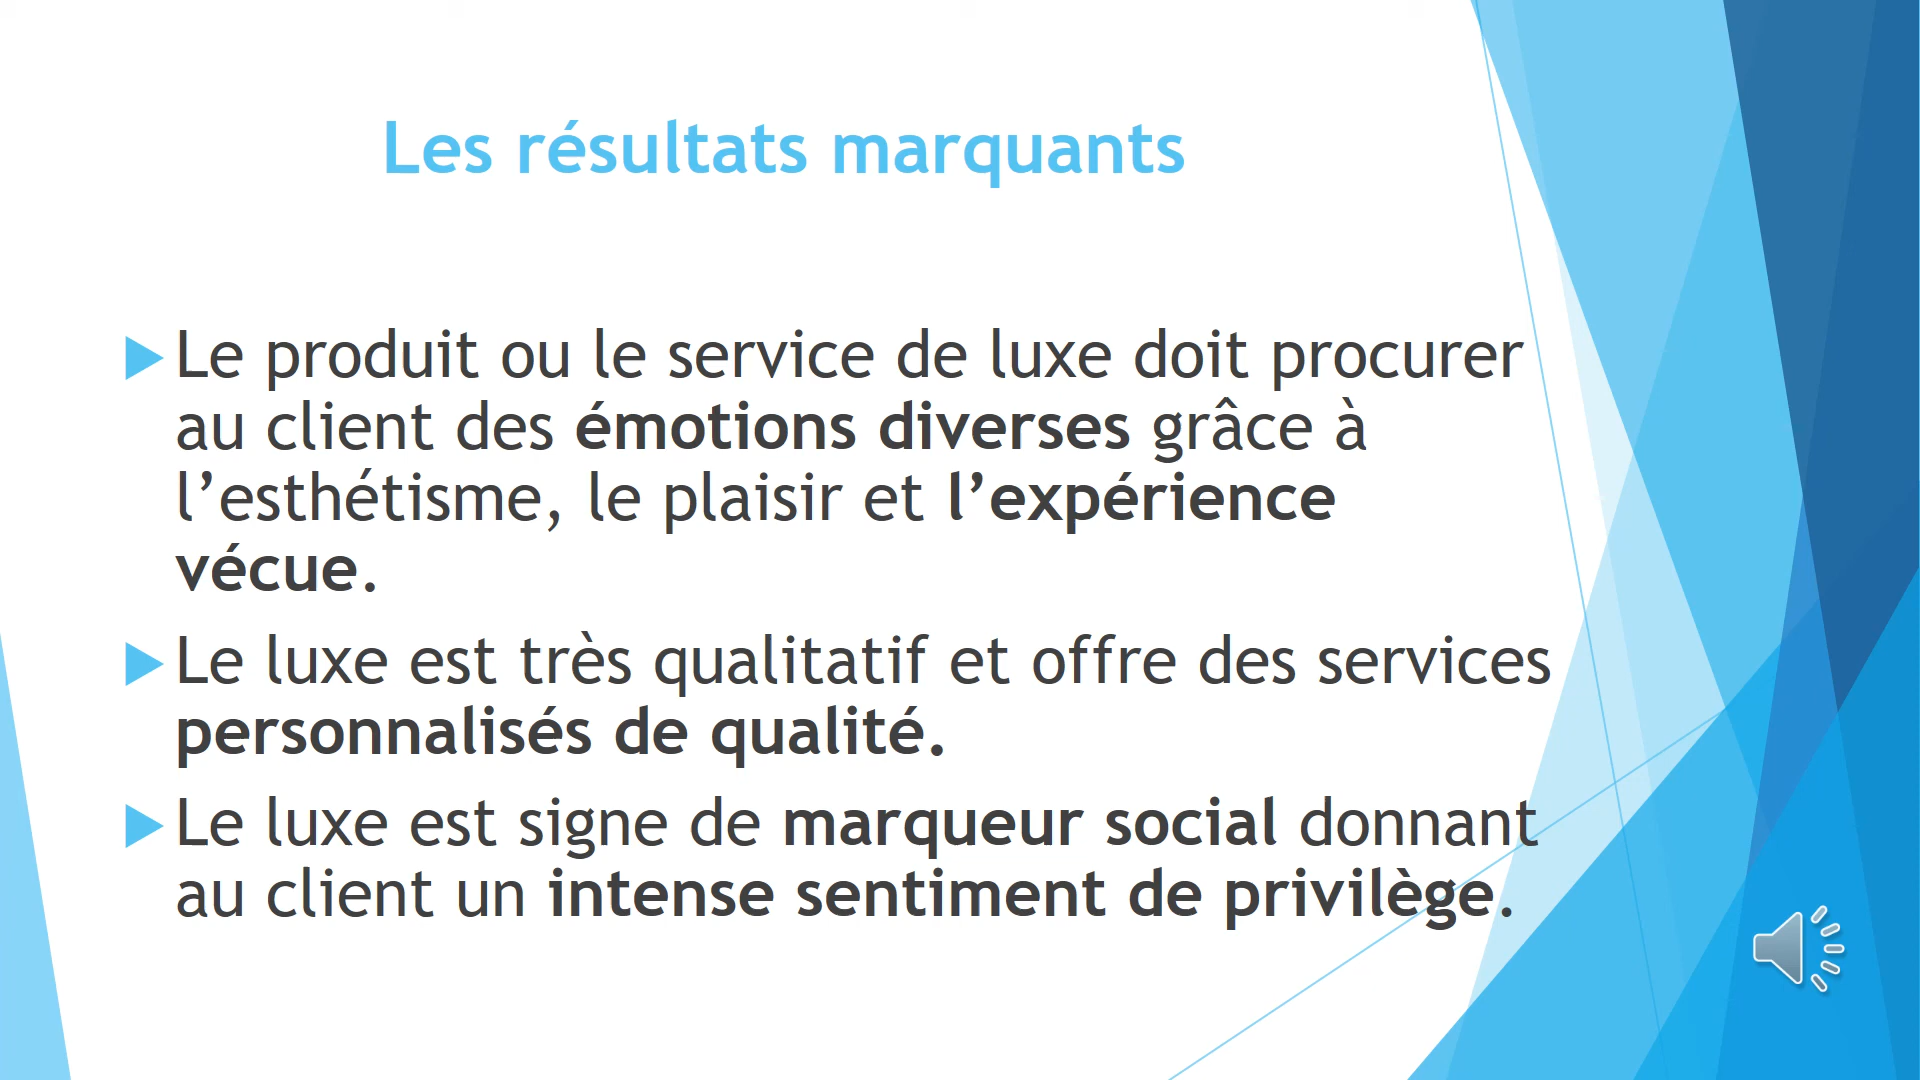 Les résultats marquants
Le produit ou le service de luxe doit procurer
au client des émotions diverses grâce à
l’esthétisme, le plaisir et l’expérience
vécue.
Le luxe est très qualitatif et offre des services
personnalisés de qualité.
Le luxe est signe de marqueur social donnant
au client un intense sentiment de privilège.